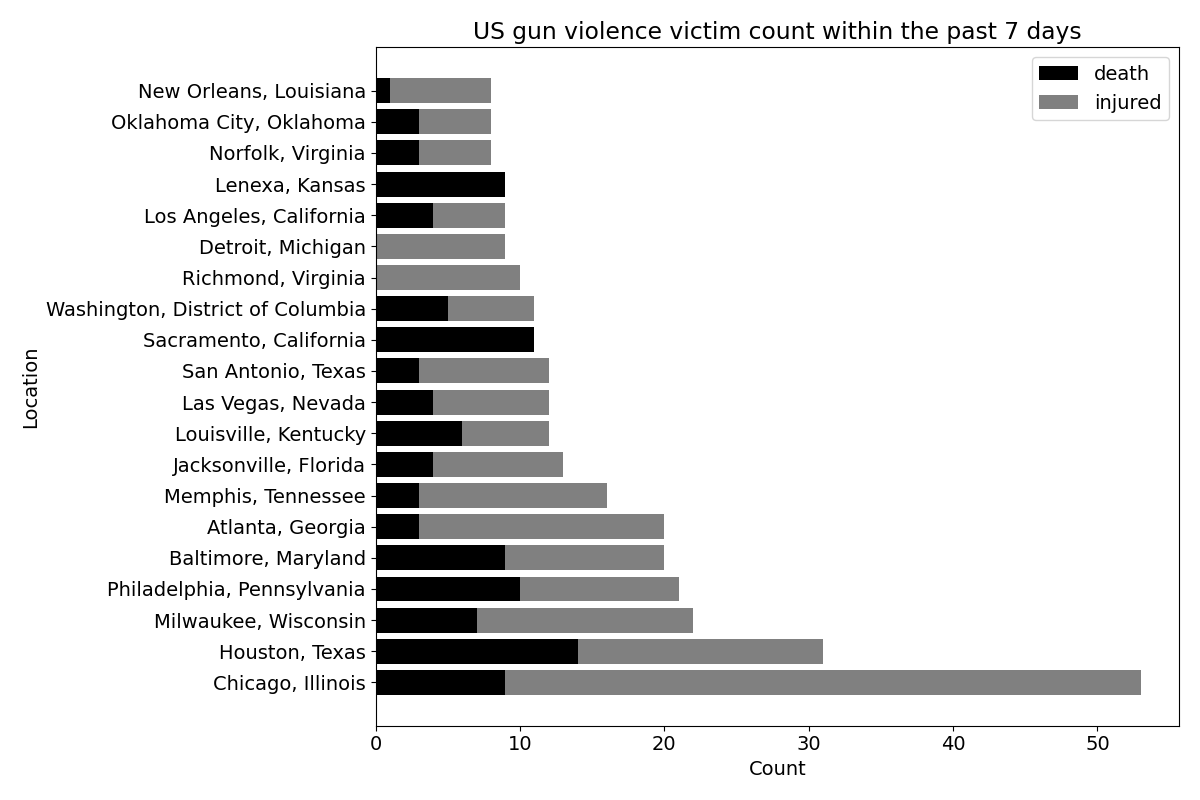 US gun violence victim count within the past 7 days
death
injured
New Orleans, Louisiana
Oklahoma City, Oklahoma
Norfolk, Virginia
Lenexa, Kansas
Los Angeles, California
Detroit, Michigan
Richmond, Virginia
Washington, District of Columbia
Sacramento, California
San Antonio, Texas
Las Vegas, Nevada
Louisville, Kentucky
Jacksonville, Florida
Memphis, Tennessee
Atlanta, Georgia
Baltimore, Maryland
Philadelphia, Pennsylvania
Milwaukee, Wisconsin
Houston, Texas
Chicago, Illinois
Location
0 10 20 30 40 50
Count